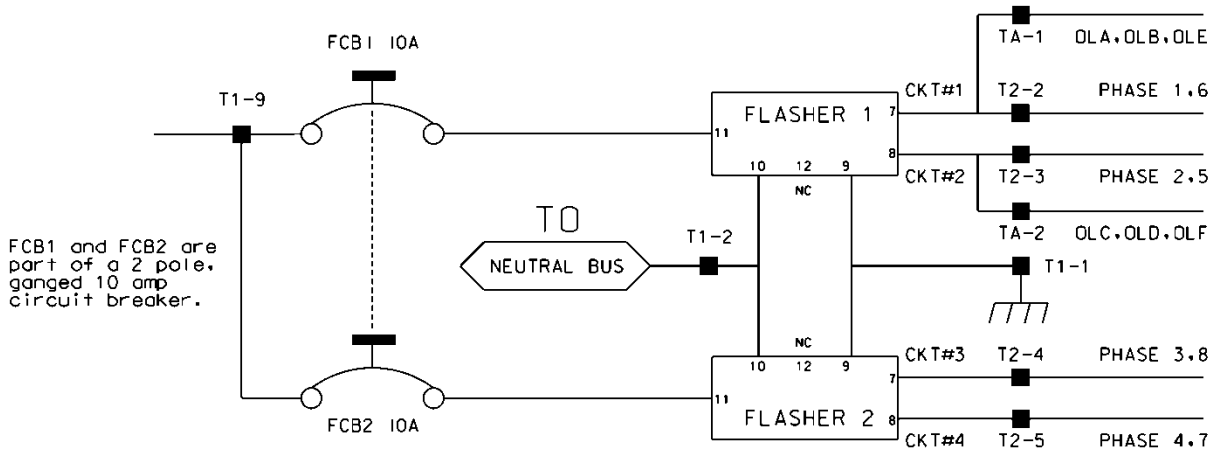 FCB1 10A
T1-9
FCB1 and FCB2 are
part of a 2 pole,
ganged 10 amp
circuit breaker.
FCB2 10A
TO
NEUTRAL BUS
T1-2
FLASHER 1
11
7
8
10 12 9
NC
CKT#1
CKT#2
TA-1 OLA,OLB,OLE
T2-2 PHASE 1,6
T2-3 PHASE 2,5
TA-2 OLC,OLD,OLF
T1-1
NC
10 12 9
11
7
8
FLASHER 2
CKT#3 T2-4 PHASE 3,8
CKT#4 T2-5 PHASE 4,7